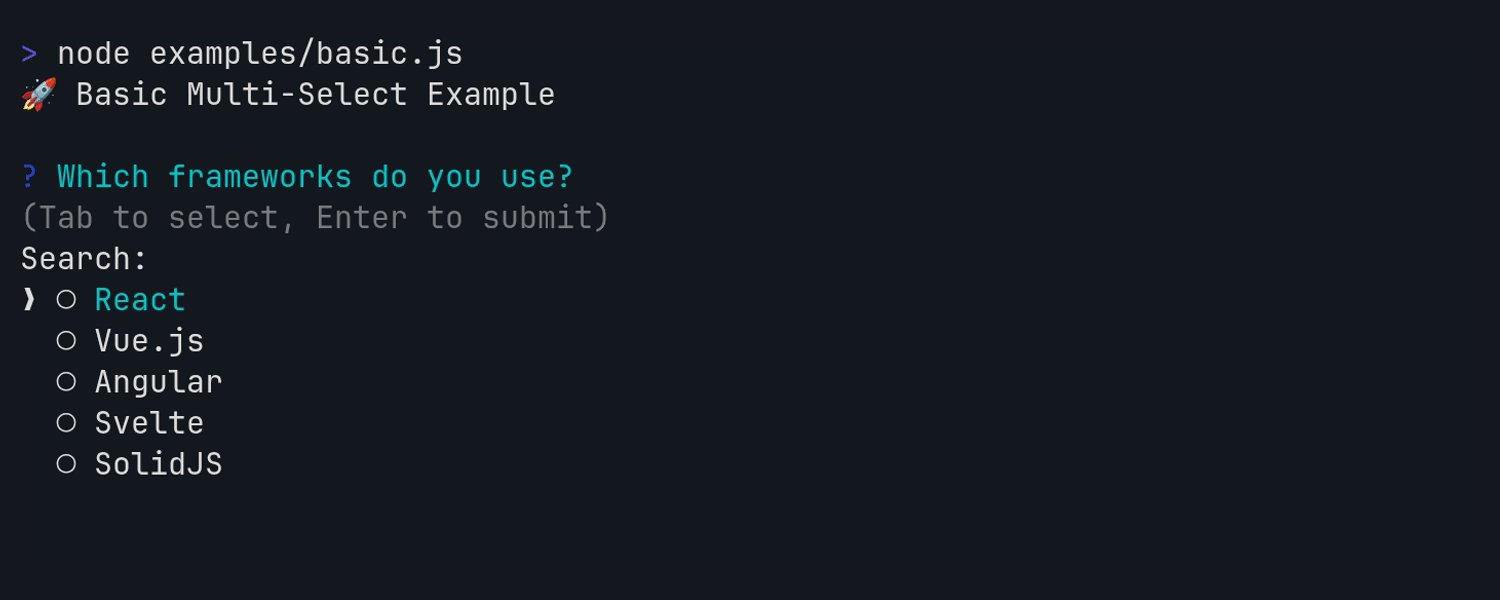 > node examples/basic.js
🚀 Basic Multi-Select Example
? Which frameworks do you use?
(Tab to select, Enter to submit)
Search:
❯ ○ React
○ Vue.js
○ Angular
○ Svelte
○ SolidJS